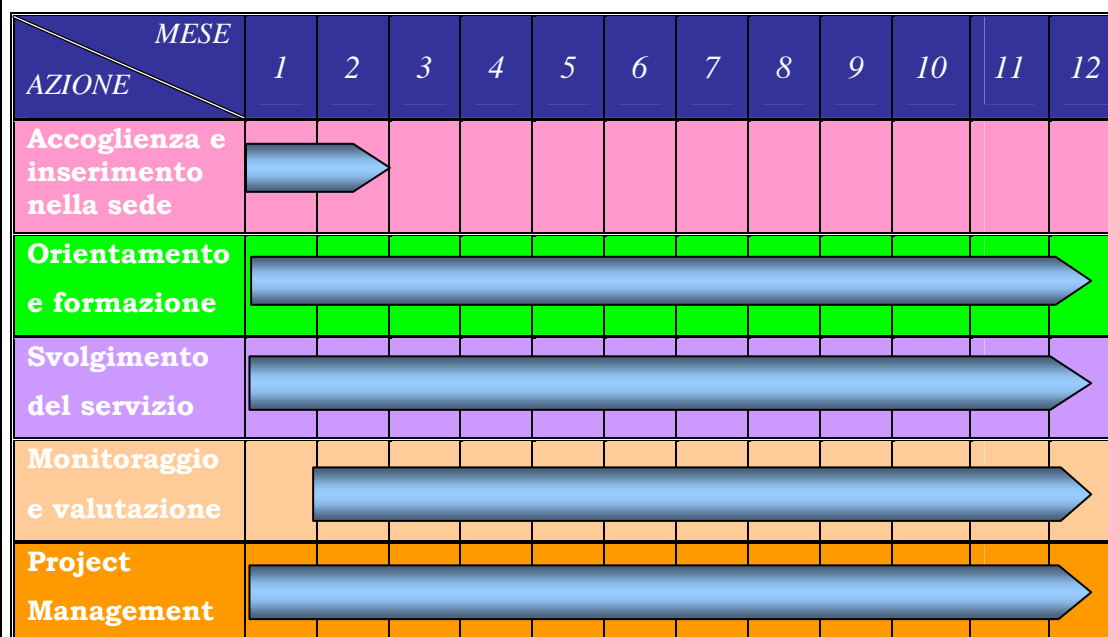 MESE
AZIONE
1 2 3 4 5 6 7 8 9 10 11 12
Accoglienza e
inserimento
nella sede
Orientamento
e formazione
Svolgimento
del servizio
Monitoraggio
e valutazione
Project
Management